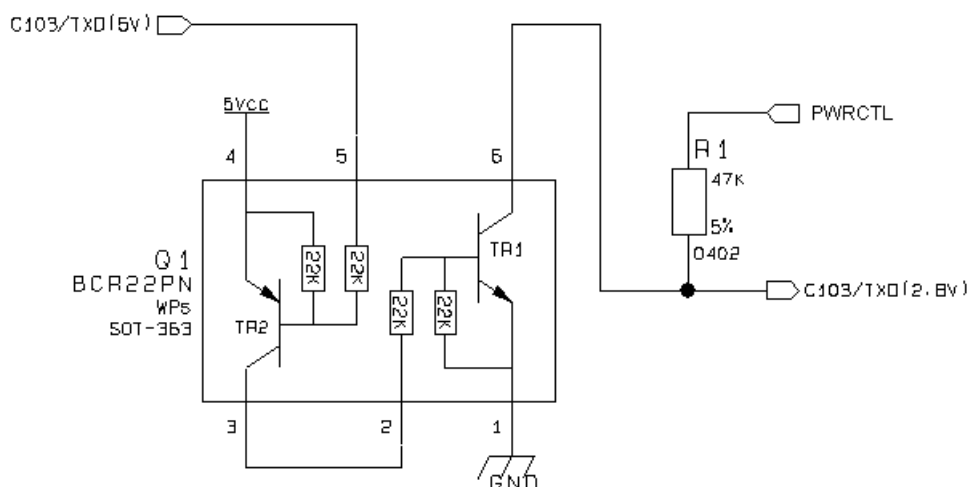 C103/TXD(5V)
5VCC
4
5
6
PWRCTL
R1
47K
5%
0402
Q1
BCR22PN
WPs
SOT-363
TR2
22K
22K
22K
22K
TR1
C103/TXD(2.8V)
3
2
1
GND